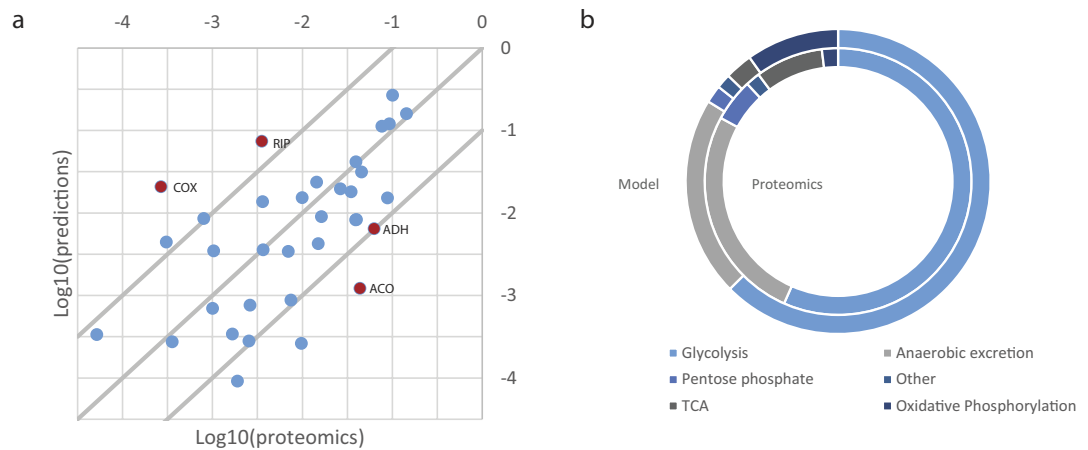 a
b
-4 -3 -2 -1 0
0
-1
-2
-3
-4
RIP
COX
ADH
ACO
Log10(predictions)
Log10(proteomics)
Model
Proteomics
Glycolysis
Anaerobic excretion
Pentose phosphate
Other
TCA
Oxidative Phosphorylation